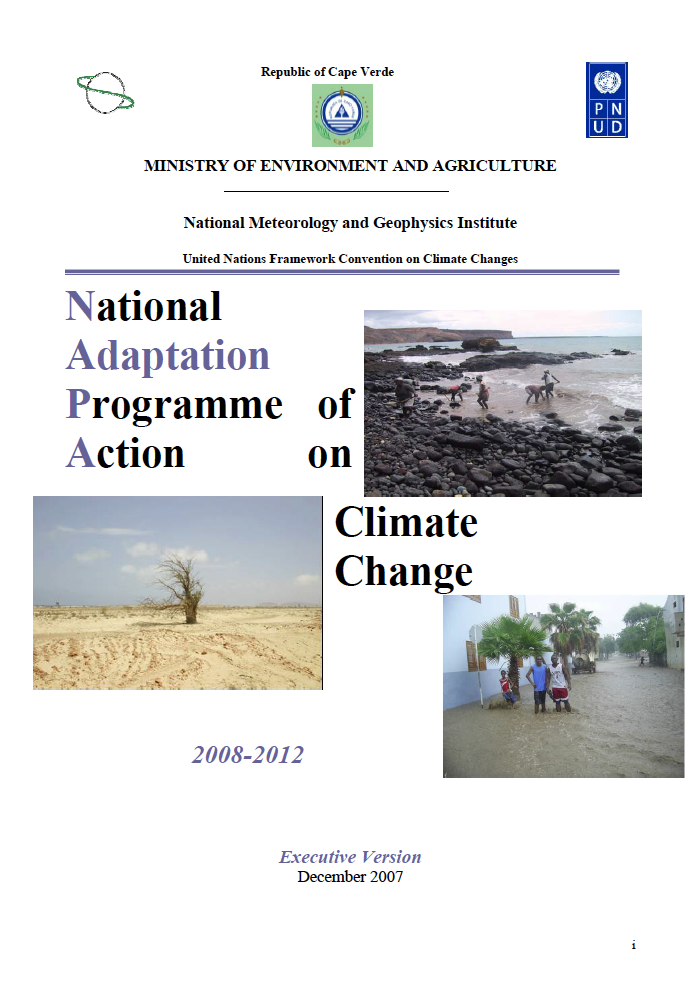 Republic of Cape Verde
P N
U D
MINISTRY OF ENVIRONMENT AND AGRICULTURE
National Meteorology and Geophysics Institute
United Nations Framework Convention on Climate Changes
National
Adaptation
Programme of
Action on
Climate
Change
2008-2012
Executive Version
December 2007
i